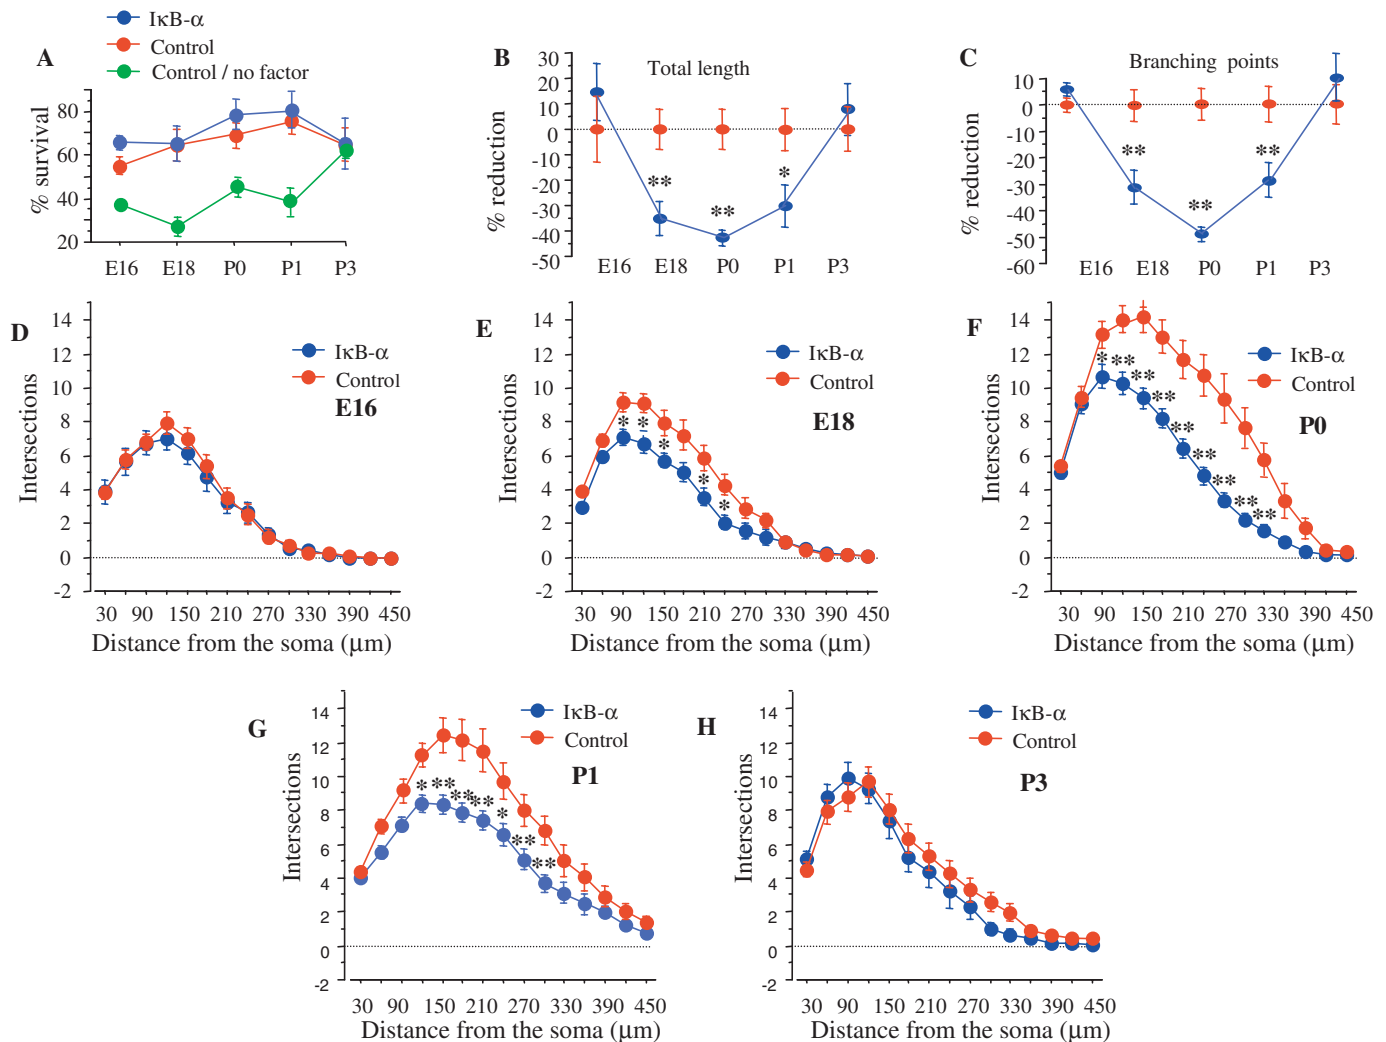 A
IκB-α
Control
Control / no factor
% survival
80
60
40
20
E16 E18 P0 P1 P3
B
Total length
% reduction
30
20
10
0
-10
-20
-30
-40
-50
** ** *
E16 E18 P0 P1 P3
C
Branching points
% reduction
10
0
-10
-20
-30
-40
-50
-60
** ** **
E16 E18 P0 P1 P3
D
IκB-α
Control
E16
Intersections
14
12
10
8
6
4
2
0
-2
30 90 150 210 270 330 390 450
Distance from the soma (μm)
E
IκB-α
Control
E18
Intersections
14
12
10
8
6
4
2
0
-2
* * * * *
30 90 150 210 270 330 390 450
Distance from the soma (μm)
F
IκB-α
Control
P0
Intersections
14
12
10
8
6
4
2
0
-2
* ** ** ** ** ** ** ** **
30 90 150 210 270 330 390 450
Distance from the soma (μm)
G
IκB-α
Control
P1
Intersections
14
12
10
8
6
4
2
0
-2
* ** ** ** * ** **
30 90 150 210 270 330 390 450
Distance from the soma (μm)
H
IκB-α
Control
P3
Intersections
14
12
10
8
6
4
2
0
-2
30 90 150 210 270 330 390 450
Distance from the soma (μm)